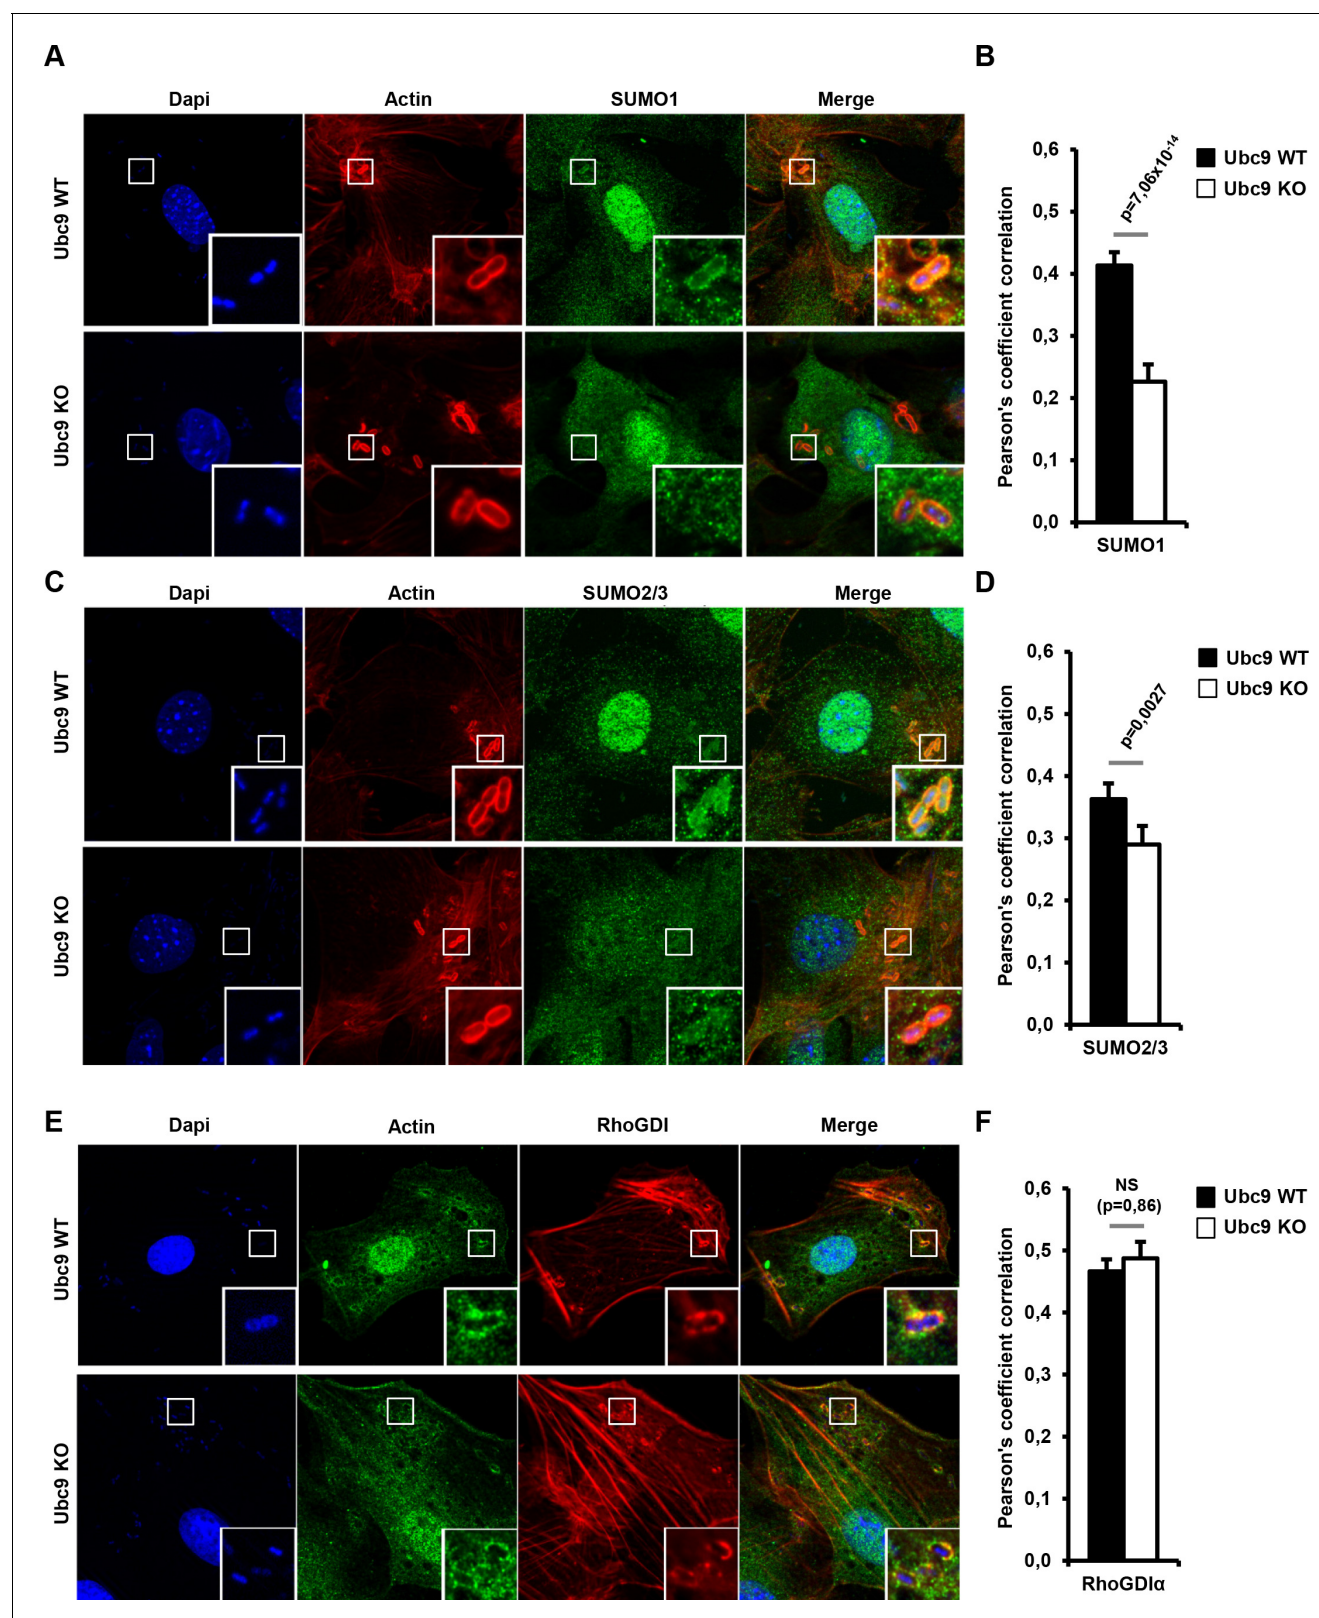 A
Dapi
Actin
SUMO1
Merge
Ubc9 WT
Ubc9 KO
B
Pearson's coefficient correlation
0,6
0,5
0,4
0,3
0,2
0,1
0,0
p=7,06x10-14
Ubc9 WT
Ubc9 KO
SUMO1
C
Dapi
Actin
SUMO2/3
Merge
Ubc9 WT
Ubc9 KO
D
Pearson's coefficient correlation
0,6
0,5
0,4
0,3
0,2
0,1
0,0
p=0,0027
Ubc9 WT
Ubc9 KO
SUMO2/3
E
Dapi
Actin
RhoGDI
Merge
Ubc9 WT
Ubc9 KO
F
Pearson's coefficient correlation
0,6
0,5
0,4
0,3
0,2
0,1
0,0
NS
(p=0,86)
Ubc9 WT
Ubc9 KO
RhoGDIα